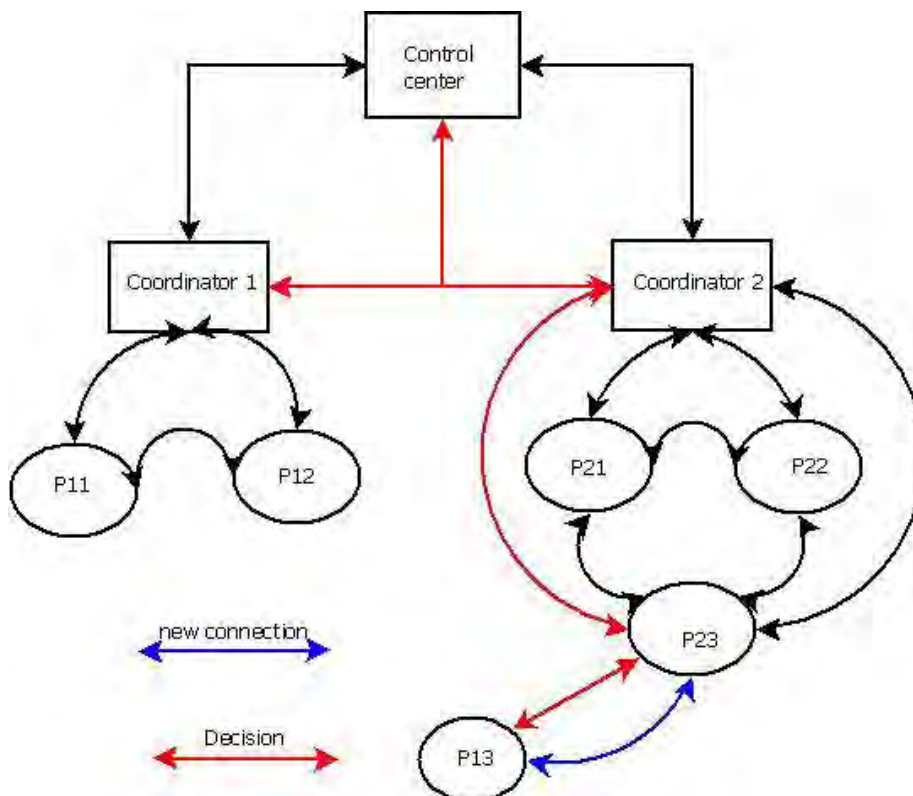 Control
center
Coordinator 1
Coordinator 2
P11
P12
P21
P22
new connection
P23
Decision
P13